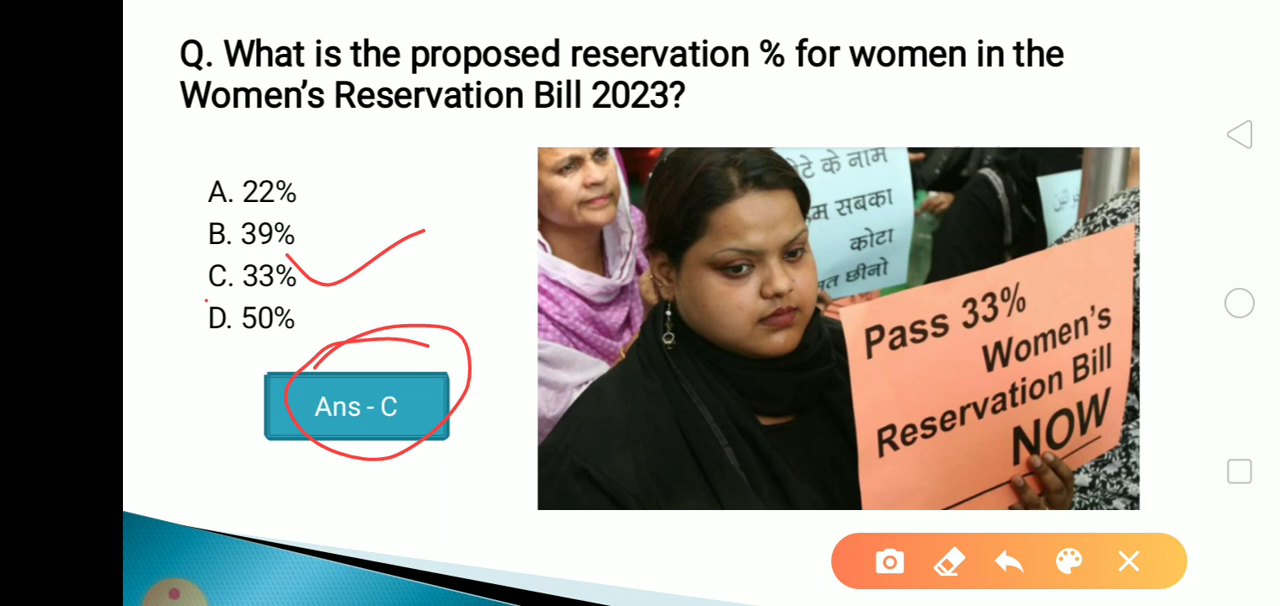 Q. What is the proposed reservation % for women in the
Women's Reservation Bill 2023?
A. 22%
B. 39%
C. 33%
D. 50%
Ans - C
के नाम
सबका
कोटा
छीनो
Pass 33%
Women's
Reservation Bill
NOW